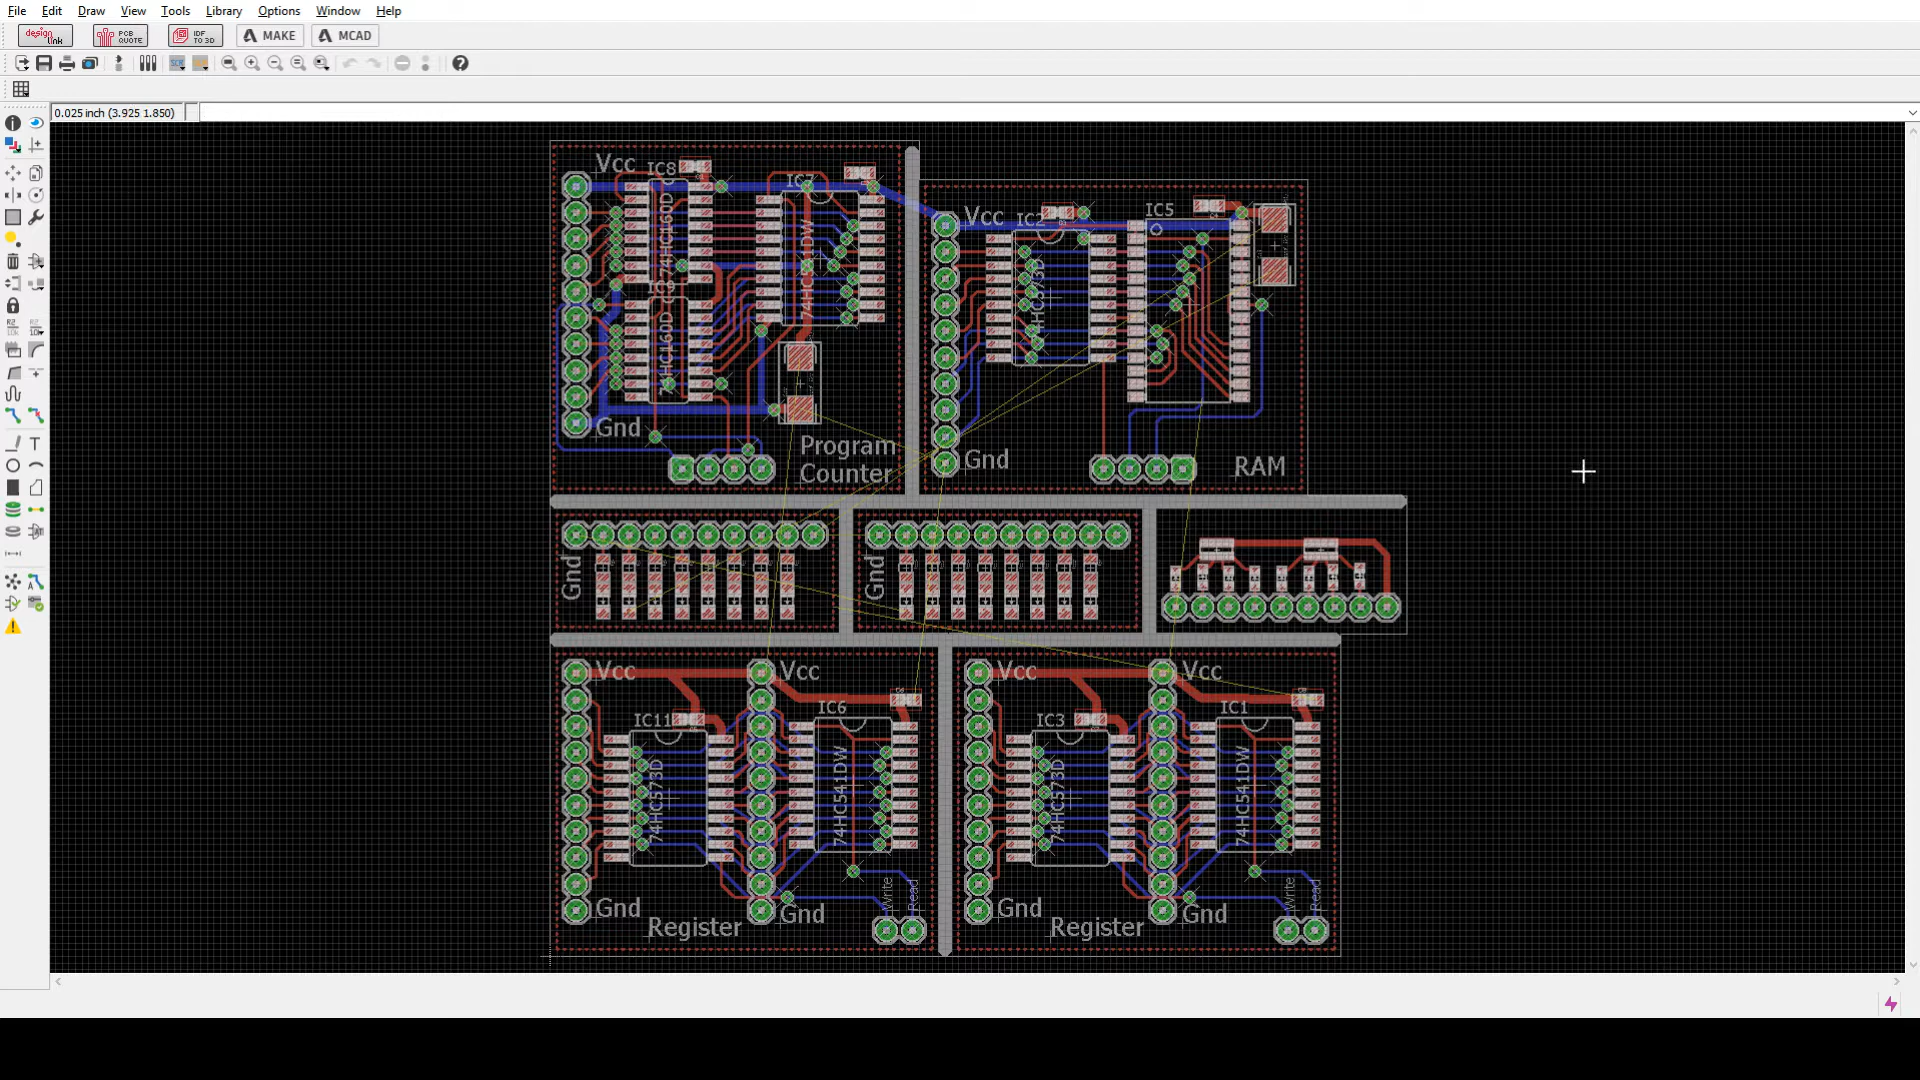 File Edit Draw View Tools Library Options Window Help
design link PCB QUOTE IDF TO 3D MAKE MCAD
0.025 inch (3.925 1.850)
Vcc IC8 IC7
74HC160D
IC9
74HC160D
Gnd
Program
Counter
Vcc IC2 IC5
Gnd
RAM
Gnd
Gnd
Vcc Vcc
IC11 IC6
74HC573D
74HC541DW
Write
Read
Gnd Gnd
Register
Vcc Vcc
IC3 IC1
74HC573D
74HC541DW
Write
Read
Gnd Gnd
Register